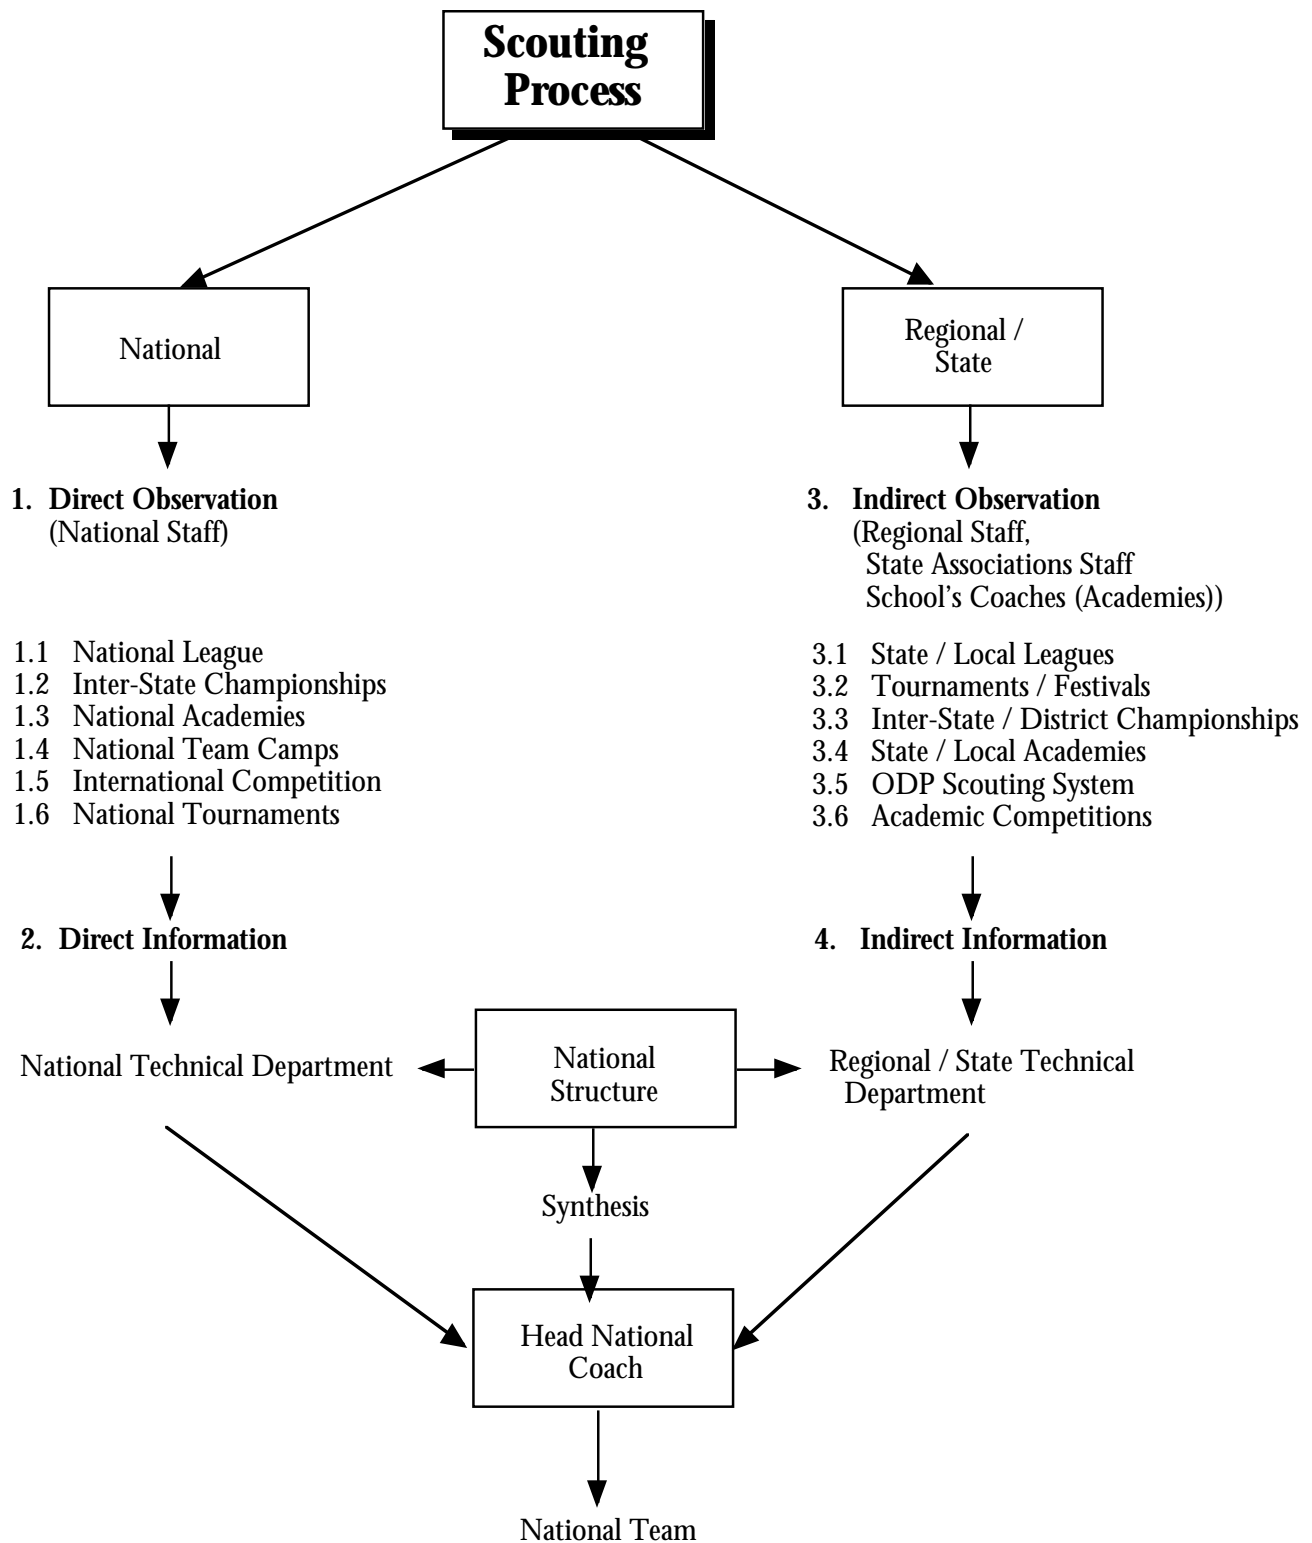 Scouting
Process
National
Regional /
State
1. Direct Observation
(National Staff)
1.1 National League
1.2 Inter-State Championships
1.3 National Academies
1.4 National Team Camps
1.5 International Competition
1.6 National Tournaments
2. Direct Information
National Technical Department
3. Indirect Observation
(Regional Staff,
State Associations Staff
School's Coaches (Academies))
3.1 State / Local Leagues
3.2 Tournaments / Festivals
3.3 Inter-State / District Championships
3.4 State / Local Academies
3.5 ODP Scouting System
3.6 Academic Competitions
4. Indirect Information
Regional / State Technical
Department
National
Structure
Synthesis
Head National
Coach
National Team